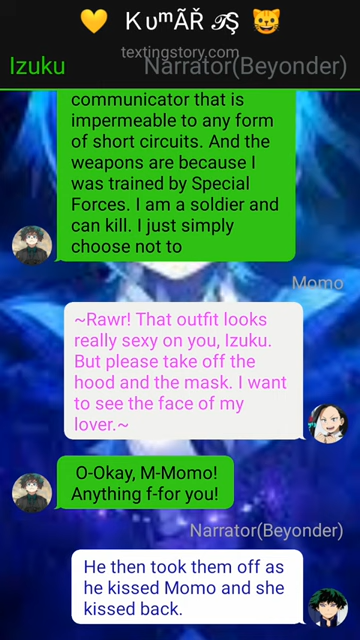 💛 KυᵐÃ̌Ř 𝒯Ş 😺
textingstory.com
Izuku Narrator(Beyonder)
communicator that is
impermeable to any form
of short circuits. And the
weapons are because I
was trained by Special
Forces. I am a soldier and
can kill. I just simply
choose not to
Momo
~Rawr! That outfit looks
really sexy on you, Izuku.
But please take off the
hood and the mask. I want
to see the face of my
lover.~
O-Okay, M-Momo!
Anything f-for you!
Narrator(Beyonder)
He then took them off as
he kissed Momo and she
kissed back.